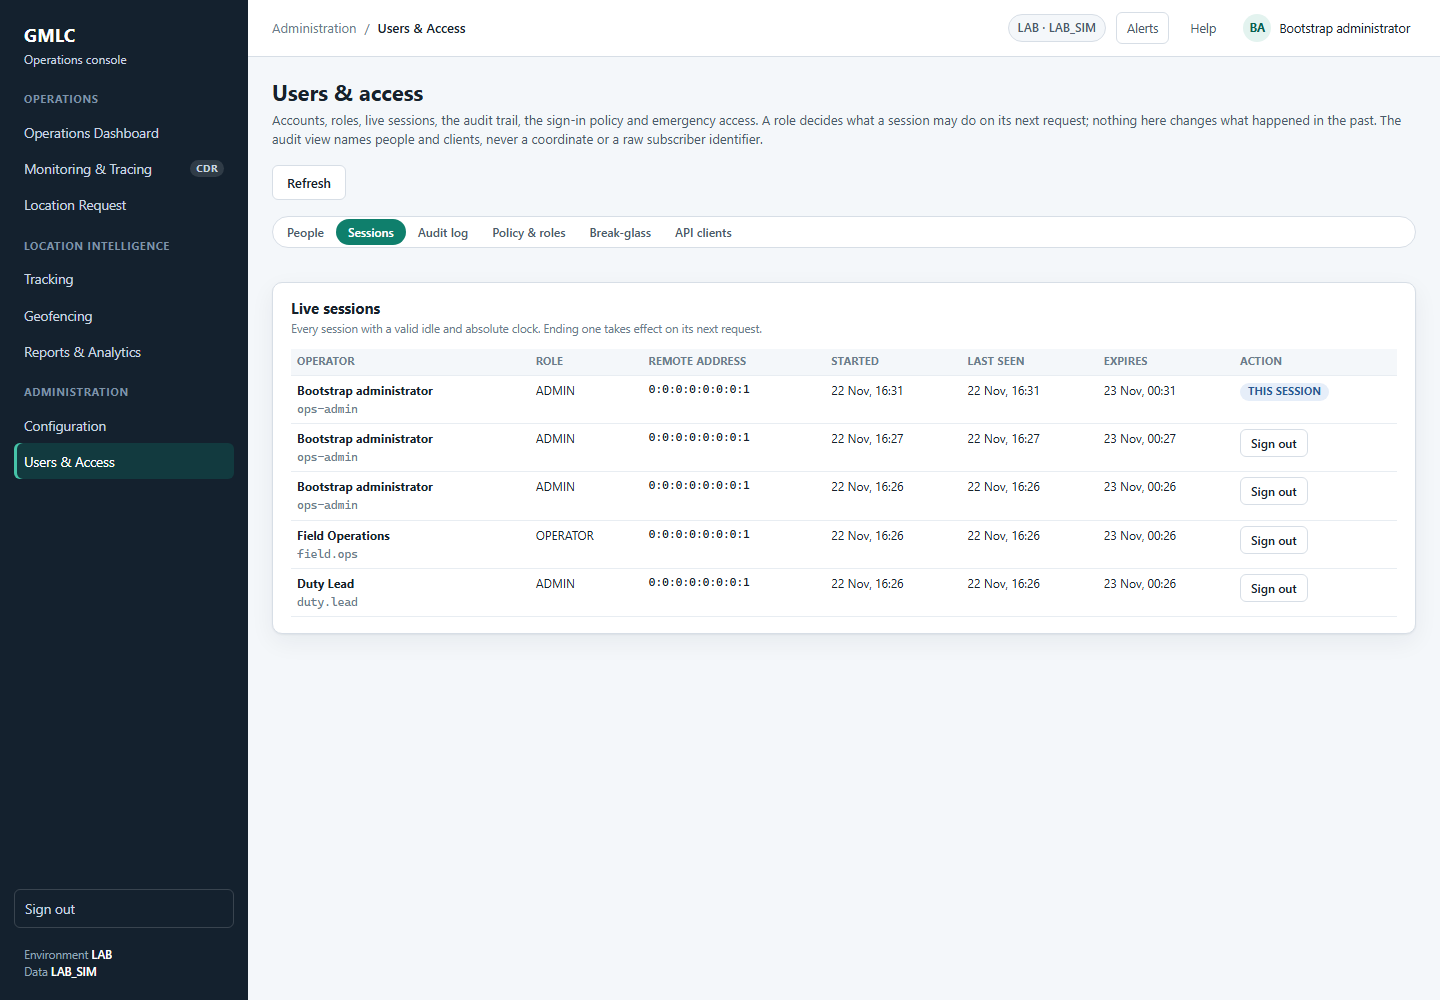 GMLC
Operations console
OPERATIONS
Operations Dashboard
Monitoring & Tracing CDR
Location Request
LOCATION INTELLIGENCE
Tracking
Geofencing
Reports & Analytics
ADMINISTRATION
Configuration
Users & Access
Sign out
Environment LAB
Data LAB_SIM
Administration / Users & Access
LAB · LAB_SIM Alerts Help BA Bootstrap administrator
Users & access
Accounts, roles, live sessions, the audit trail, the sign-in policy and emergency access. A role decides what a session may do on its next request; nothing here changes what happened in the past. The
audit view names people and clients, never a coordinate or a raw subscriber identifier.
Refresh
People Sessions Audit log Policy & roles Break-glass API clients
Live sessions
Every session with a valid idle and absolute clock. Ending one takes effect on its next request.
OPERATOR ROLE REMOTE ADDRESS STARTED LAST SEEN EXPIRES ACTION
Bootstrap administrator ADMIN 0:0:0:0:0:0:0:1 22 Nov, 16:31 22 Nov, 16:31 23 Nov, 00:31 THIS SESSION
ops-admin
Bootstrap administrator ADMIN 0:0:0:0:0:0:0:1 22 Nov, 16:27 22 Nov, 16:27 23 Nov, 00:27 Sign out
ops-admin
Bootstrap administrator ADMIN 0:0:0:0:0:0:0:1 22 Nov, 16:26 22 Nov, 16:26 23 Nov, 00:26 Sign out
ops-admin
Field Operations OPERATOR 0:0:0:0:0:0:0:1 22 Nov, 16:26 22 Nov, 16:26 23 Nov, 00:26 Sign out
field.ops
Duty Lead ADMIN 0:0:0:0:0:0:0:1 22 Nov, 16:26 22 Nov, 16:26 23 Nov, 00:26 Sign out
duty.lead